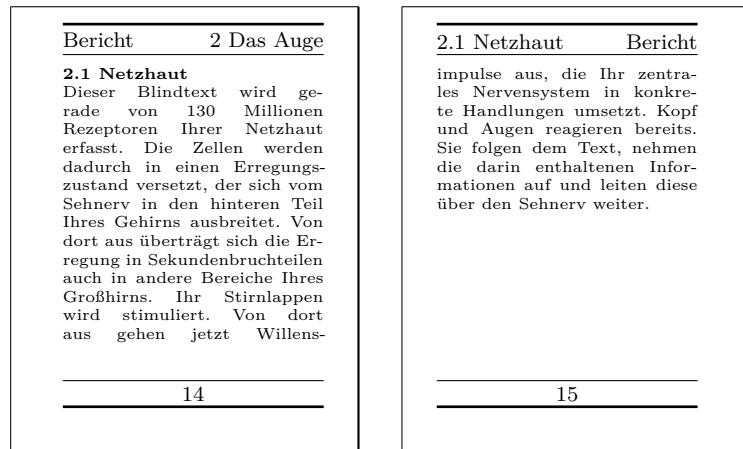 Bericht 2 Das Auge
2.1 Netzhaut
Dieser Blindtext wird ge-
rade von 130 Millionen
Rezeptoren Ihrer Netzhaut
erfasst. Die Zellen werden
dadurch in einen Erregungs-
zustand versetzt, der sich vom
Sehnerv in den hinteren Teil
Ihres Gehirns ausbreitet. Von
dort aus überträgt sich die Er-
regung in Sekundenbruchteilen
auch in andere Bereiche Ihres
Großhirns. Ihr Stirnlappen
wird stimuliert. Von dort
aus gehen jetzt Willens-
14
2.1 Netzhaut Bericht
impulse aus, die Ihr zentra-
les Nervensystem in konkre-
te Handlungen umsetzt. Kopf
und Augen reagieren bereits.
Sie folgen dem Text, nehmen
die darin enthaltenen Infor-
mationen auf und leiten diese
über den Sehnerv weiter.
15